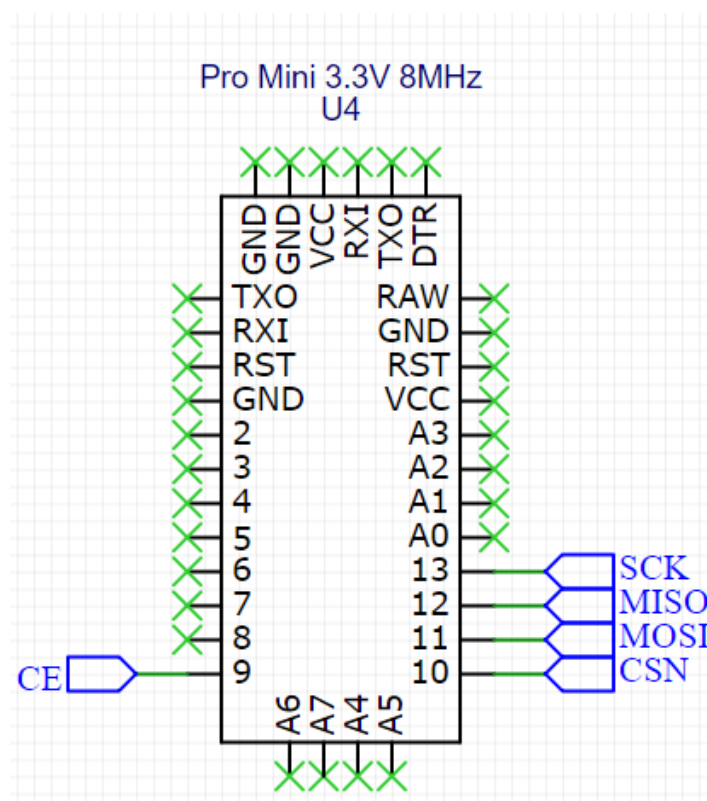 Pro Mini 3.3V 8MHz
U4
GND GND VCC RXI TXO DTR
TXO RAW
RXI GND
RST RST
GND VCC
2 A3
3 A2
4 A1
5 A0
6 13 SCK
7 12 MISO
8 11 MOSI
CE 9 10 CSN
A6 A7 A4 A5